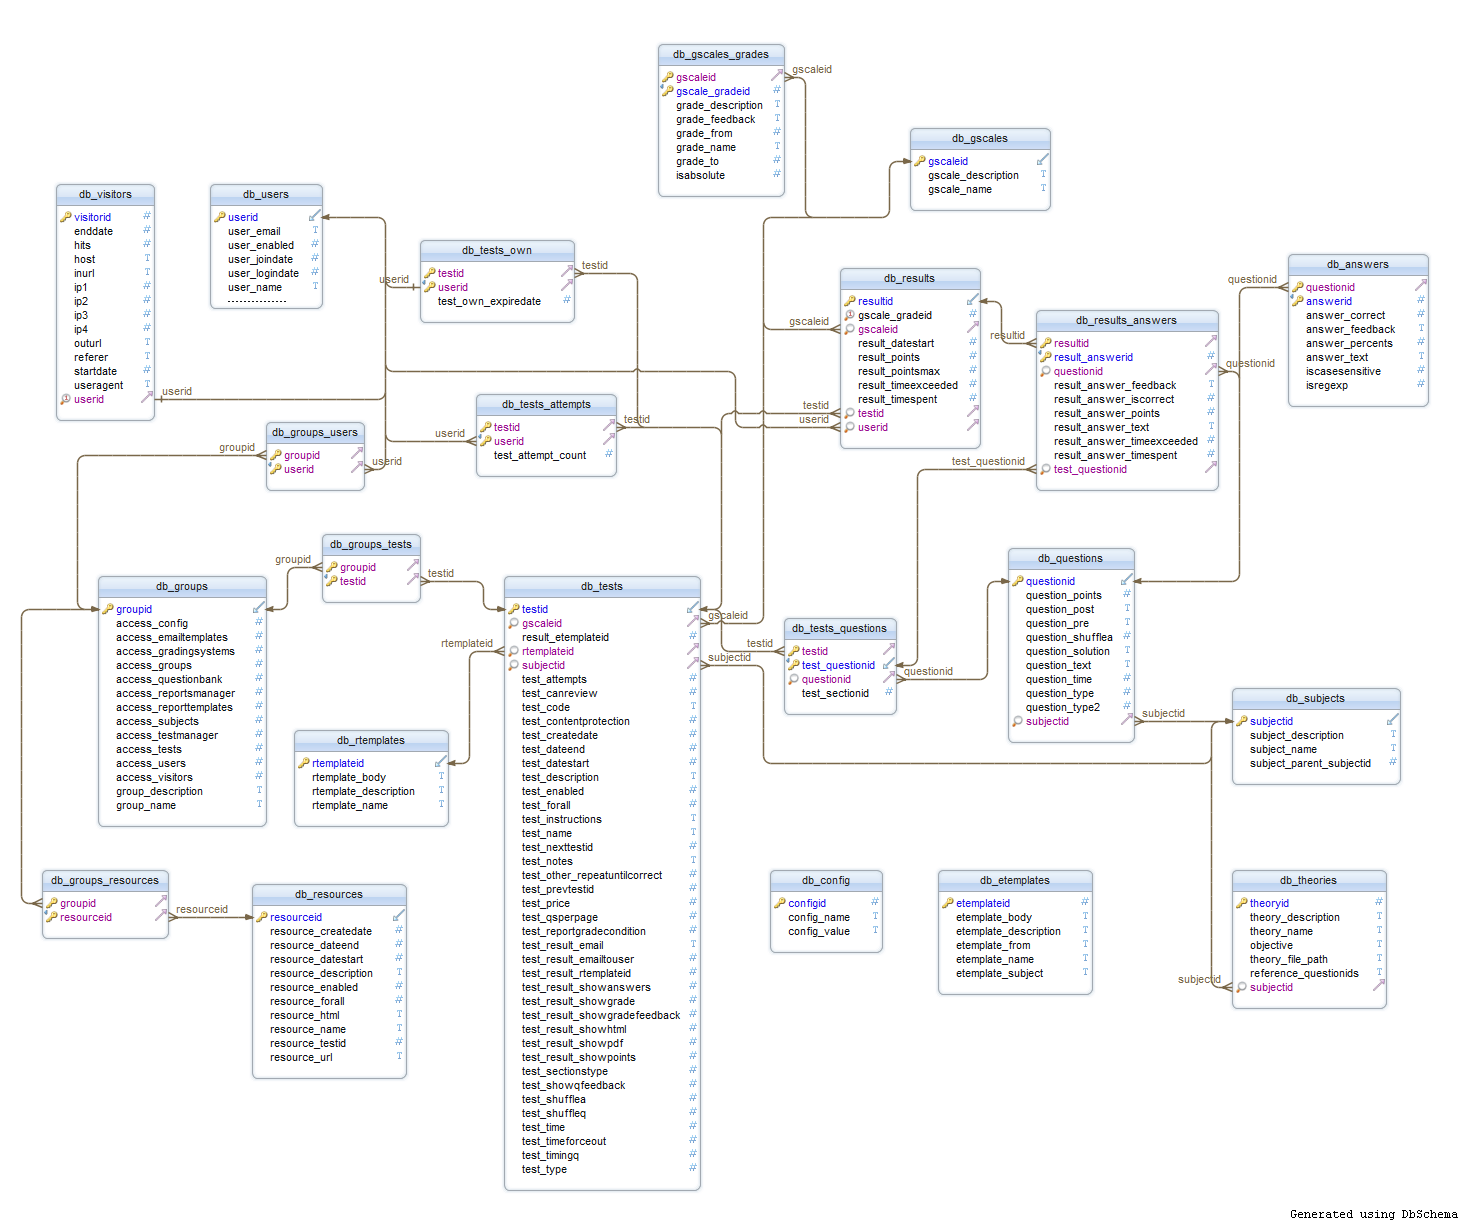 db_gscales_grades
gscaleid
gscale_gradeid
grade_description
grade_feedback
grade_from
grade_name
grade_to
isabsolute
gscaleid
db_gscales
gscaleid
gscale_description
gscale_name
db_visitors
visitorid
enddate
hits
host
inurl
ip1
ip2
ip3
ip4
outurl
referer
startdate
useragent
userid
userid
db_users
userid
user_email
user_enabled
user_joindate
user_logindate
user_name
---------------
db_tests_own
testid
userid
test_own_expiredate
userid
testid
db_results
resultid
gscale_gradeid
gscaleid
result_datestart
result_points
result_pointsmax
result_timeexceeded
result_timespent
testid
userid
gscaleid
testid
userid
resultid
db_results_answers
resultid
result_answerid
questionid
result_answer_feedback
result_answer_iscorrect
result_answer_points
result_answer_text
result_answer_timeexceeded
result_answer_timespent
test_questionid
questionid
test_questionid
db_answers
questionid
answerid
answer_correct
answer_feedback
answer_percents
answer_text
iscasesensitive
isregexp
questionid
db_tests_attempts
testid
userid
test_attempt_count
userid
testid
db_groups_users
groupid
userid
groupid
userid
db_groups_tests
groupid
testid
groupid
testid
db_groups
groupid
access_config
access_emailtemplates
access_gradingsystems
access_groups
access_questionbank
access_reportsmanager
access_reporttemplates
access_subjects
access_testmanager
access_tests
access_users
access_visitors
group_description
group_name
db_tests
testid
gscaleid
result_etemplateid
rtemplateid
subjectid
test_attempts
test_canreview
test_code
test_contentprotection
test_createdate
test_dateend
test_datestart
test_description
test_enabled
test_forall
test_instructions
test_name
test_nexttestid
test_notes
test_other_repeatuntilcorrect
test_prevtestid
test_price
test_qsperpage
test_reportgradecondition
test_result_email
test_result_emailtouser
test_result_rtemplateid
test_result_showanswers
test_result_showgrade
test_result_showgradefeedback
test_result_showhtml
test_result_showpdf
test_result_showpoints
test_sectionstype
test_showqfeedback
test_shufflea
test_shuffleq
test_time
test_timeforceout
test_timingq
test_type
gscaleid
rtemplateid
subjectid
db_tests_questions
testid
test_questionid
questionid
test_sectionid
testid
questionid
db_questions
questionid
question_points
question_post
question_pre
question_shufflea
question_solution
question_text
question_time
question_type
question_type2
subjectid
subjectid
db_subjects
subjectid
subject_description
subject_name
subject_parent_subjectid
db_rtemplates
rtemplateid
rtemplate_body
rtemplate_description
rtemplate_name
db_groups_resources
groupid
resourceid
resourceid
db_resources
resourceid
resource_createdate
resource_dateend
resource_datestart
resource_description
resource_enabled
resource_forall
resource_html
resource_name
resource_testid
resource_url
db_config
configid
config_name
config_value
db_etemplates
etemplateid
etemplate_body
etemplate_description
etemplate_from
etemplate_name
etemplate_subject
db_theories
theoryid
theory_description
theory_name
objective
theory_file_path
reference_questionids
subjectid
subjectid
Generated using DbSchema